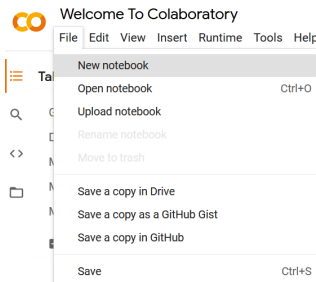 Welcome To Colaboratory
File Edit View Insert Runtime Tools Help
New notebook
Open notebook Ctrl+O
Upload notebook
Rename notebook
Move to trash
Save a copy in Drive
Save a copy as a GitHub Gist
Save a copy in GitHub
Save Ctrl+S